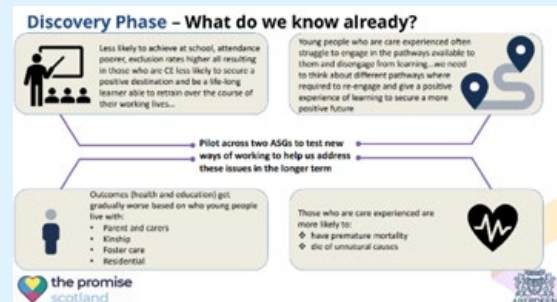 Discovery Phase – What do we know already?
Less likely to achieve at school, attendance
poorer, exclusion rates higher all resulting
in those who are CE less likely to secure a
positive destination and be a life-long
learner able to retrain over the course of
their working lives...
Young people who are care experienced often
struggle to engage in the pathways available to
them and disengage from learning...we need
to think about different pathways where
required to re-engage and give a positive
experience of learning to secure a more
positive future
Pilot across two ASGs to test new
ways of working to help us address
these issues in the longer term
Outcomes (health and education) get
gradually worse based on who young people
live with:
• Parent and carers
• Kinship
• Foster care
• Residential
Those who are care experienced are
more likely to:
❖ have premature mortality
❖ die of unnatural causes
the promise
scotland